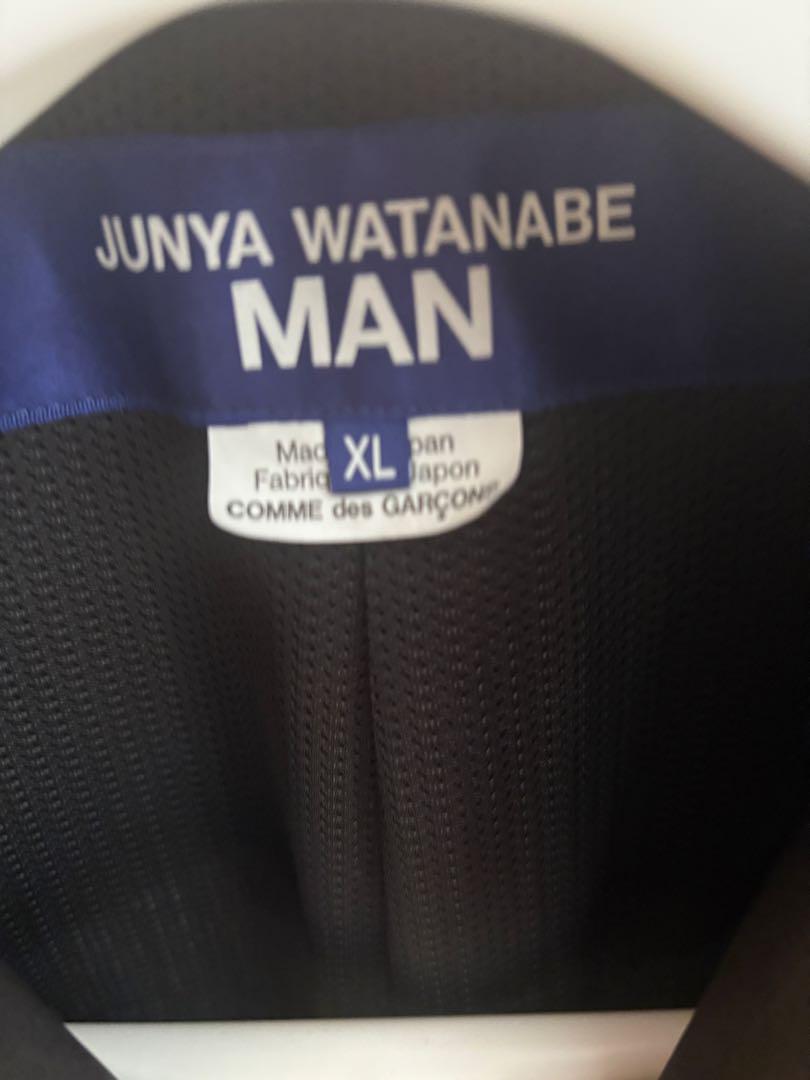 JUNYA WATANABE
MAN
XL
COMME des GARÇONS